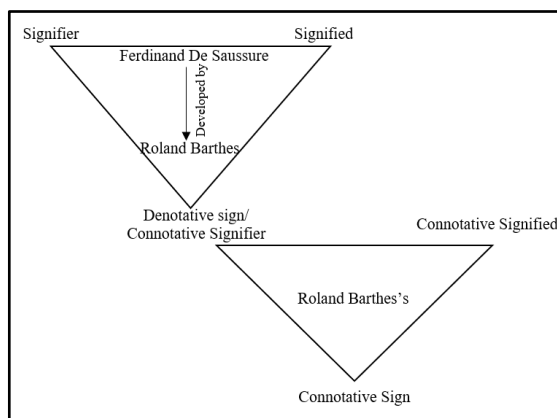 Signifier
Signified
Ferdinand De Saussure
Developed by
Roland Barthes
Denotative sign/
Connotative Signifier
Connotative Signified
Roland Barthes’s
Connotative Sign